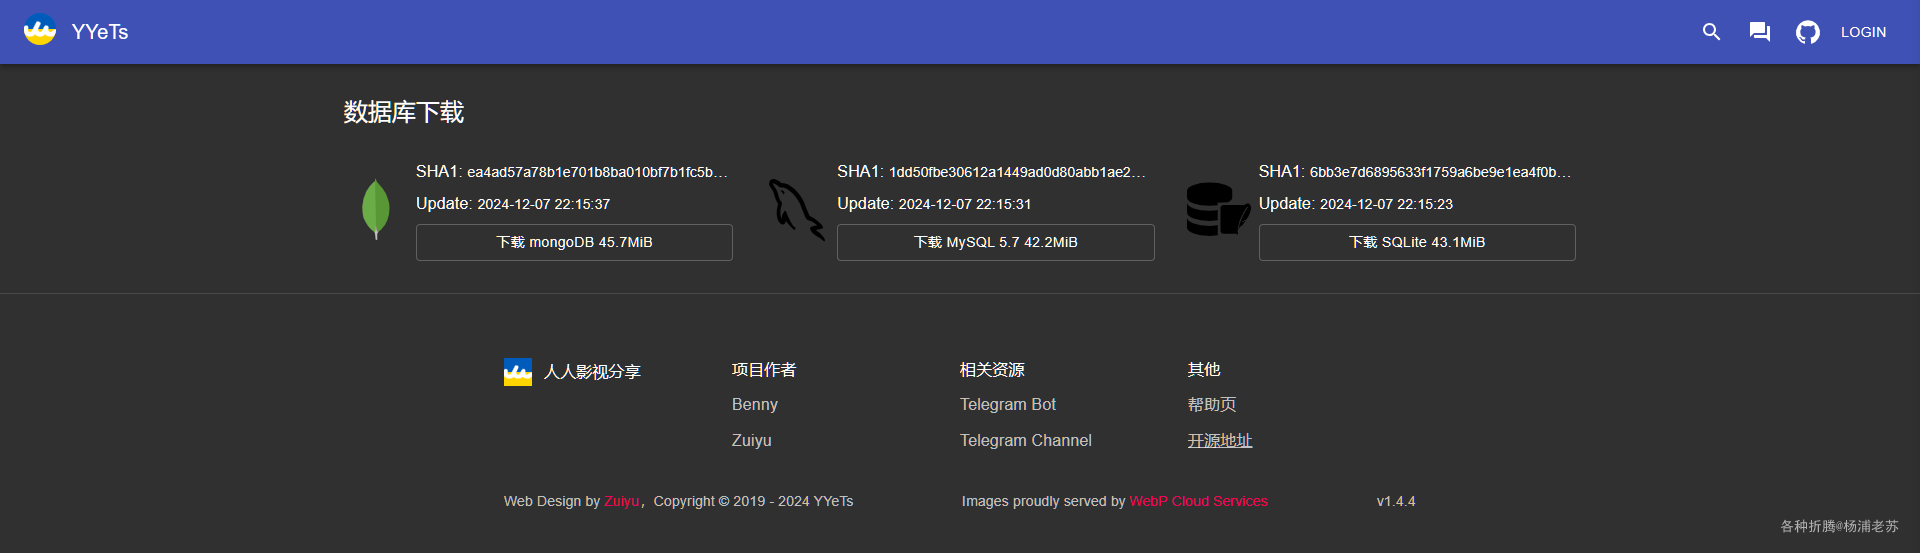 YYeTs
LOGIN
数据库下载
SHA1: ea4ad57a78b1e701b8ba010bf7b1fc5b...
Update: 2024-12-07 22:15:37
下载 mongoDB 45.7MiB
SHA1: 1dd50fbe30612a1449ad0d80abb1ae2...
Update: 2024-12-07 22:15:31
下载 MySQL 5.7 42.2MiB
SHA1: 6bb3e7d6895633f1759a6be9e1ea4f0b...
Update: 2024-12-07 22:15:23
下载 SQLite 43.1MiB
人人影视分享
项目作者
Benny
Zuiyu
相关资源
Telegram Bot
Telegram Channel
其他
帮助页
开源地址
Web Design by Zuiyu，Copyright © 2019 - 2024 YYeTs
Images proudly served by WebP Cloud Services
v1.4.4
各种折腾@杨浦老苏